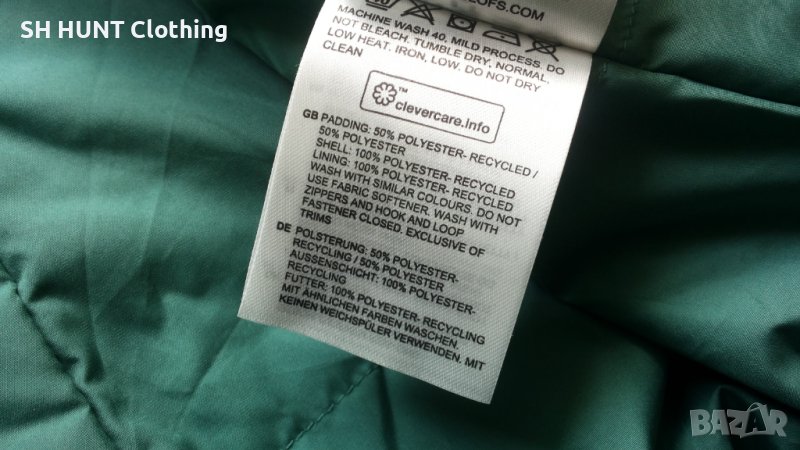 SH HUNT Clothing
LOFS.COM
MACHINE WASH 40. MILD PROCESS. DO
NOT BLEACH. TUMBLE DRY, NORMAL,
LOW HEAT. IRON, LOW. DO NOT DRY
CLEAN
™
clevercare.info
GB PADDING: 50% POLYESTER- RECYCLED /
50% POLYESTER
SHELL: 100% POLYESTER- RECYCLED
LINING: 100% POLYESTER- RECYCLED
WASH WITH SIMILAR COLOURS. DO NOT
USE FABRIC SOFTENER. WASH WITH
ZIPPERS AND HOOK AND LOOP
FASTENER CLOSED. EXCLUSIVE OF
TRIMS
DE POLSTERUNG: 50% POLYESTER-
RECYCLING / 50% POLYESTER
AUSSENSCHICHT: 100% POLYESTER-
RECYCLING
FUTTER: 100% POLYESTER- RECYCLING
MIT ÄHNLICHEN FARBEN WASCHEN.
KEINEN WEICHSPÜLER VERWENDEN. MIT
BAZAR